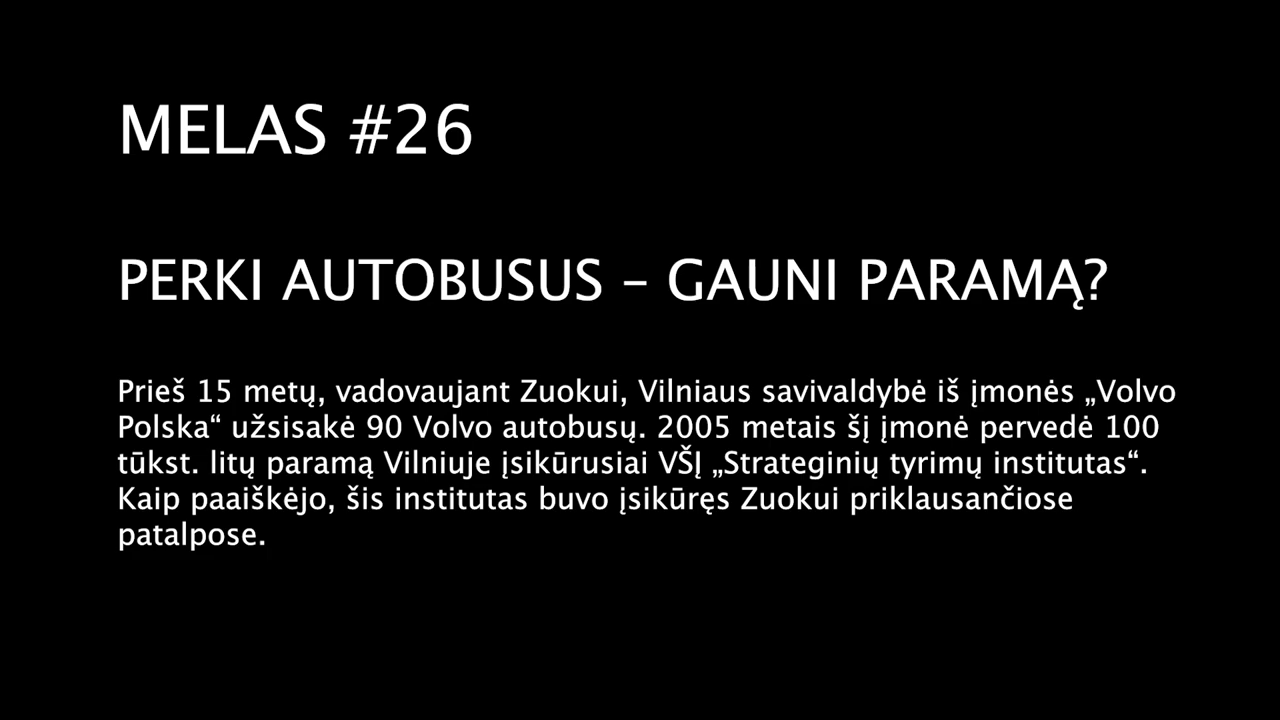 MELAS #26
PERKI AUTOBUSUS – GAUNI PARAMĄ?
Prieš 15 metų, vadovaujant Zuokui, Vilniaus savivaldybė iš įmonės „Volvo
Polska“ užsisakė 90 Volvo autobusų. 2005 metais šį įmonė pervedė 100
tūkst. litų paramą Vilniuje įsikūrusiai VŠĮ „Strateginių tyrimų institutas“.
Kaip paaiškėjo, šis institutas buvo įsikūręs Zuokui priklausančiose
patalpose.